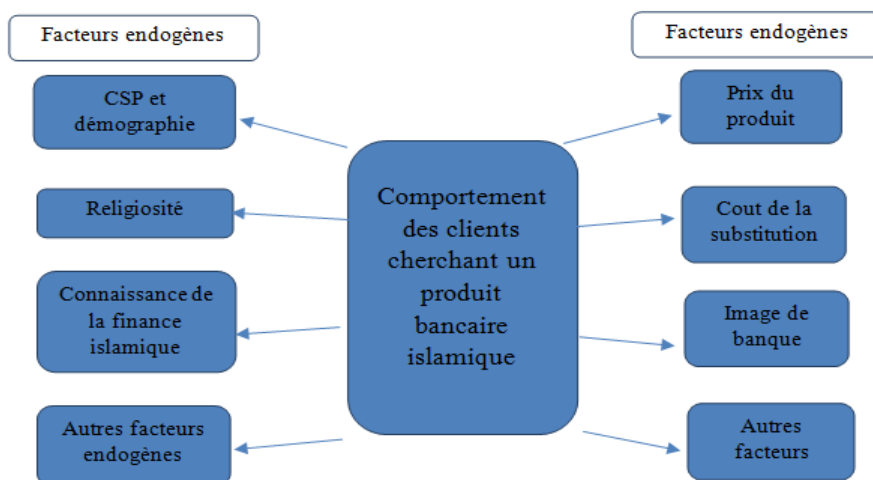 Facteurs endogènes
CSP et
démographie
Religiosité
Connaissance de
la finance
islamique
Autres facteurs
endogènes
Comportement
des clients
cherchant un
produit
bancaire
islamique
Facteurs endogènes
Prix du
produit
Cout de la
substitution
Image de
banque
Autres
facteurs